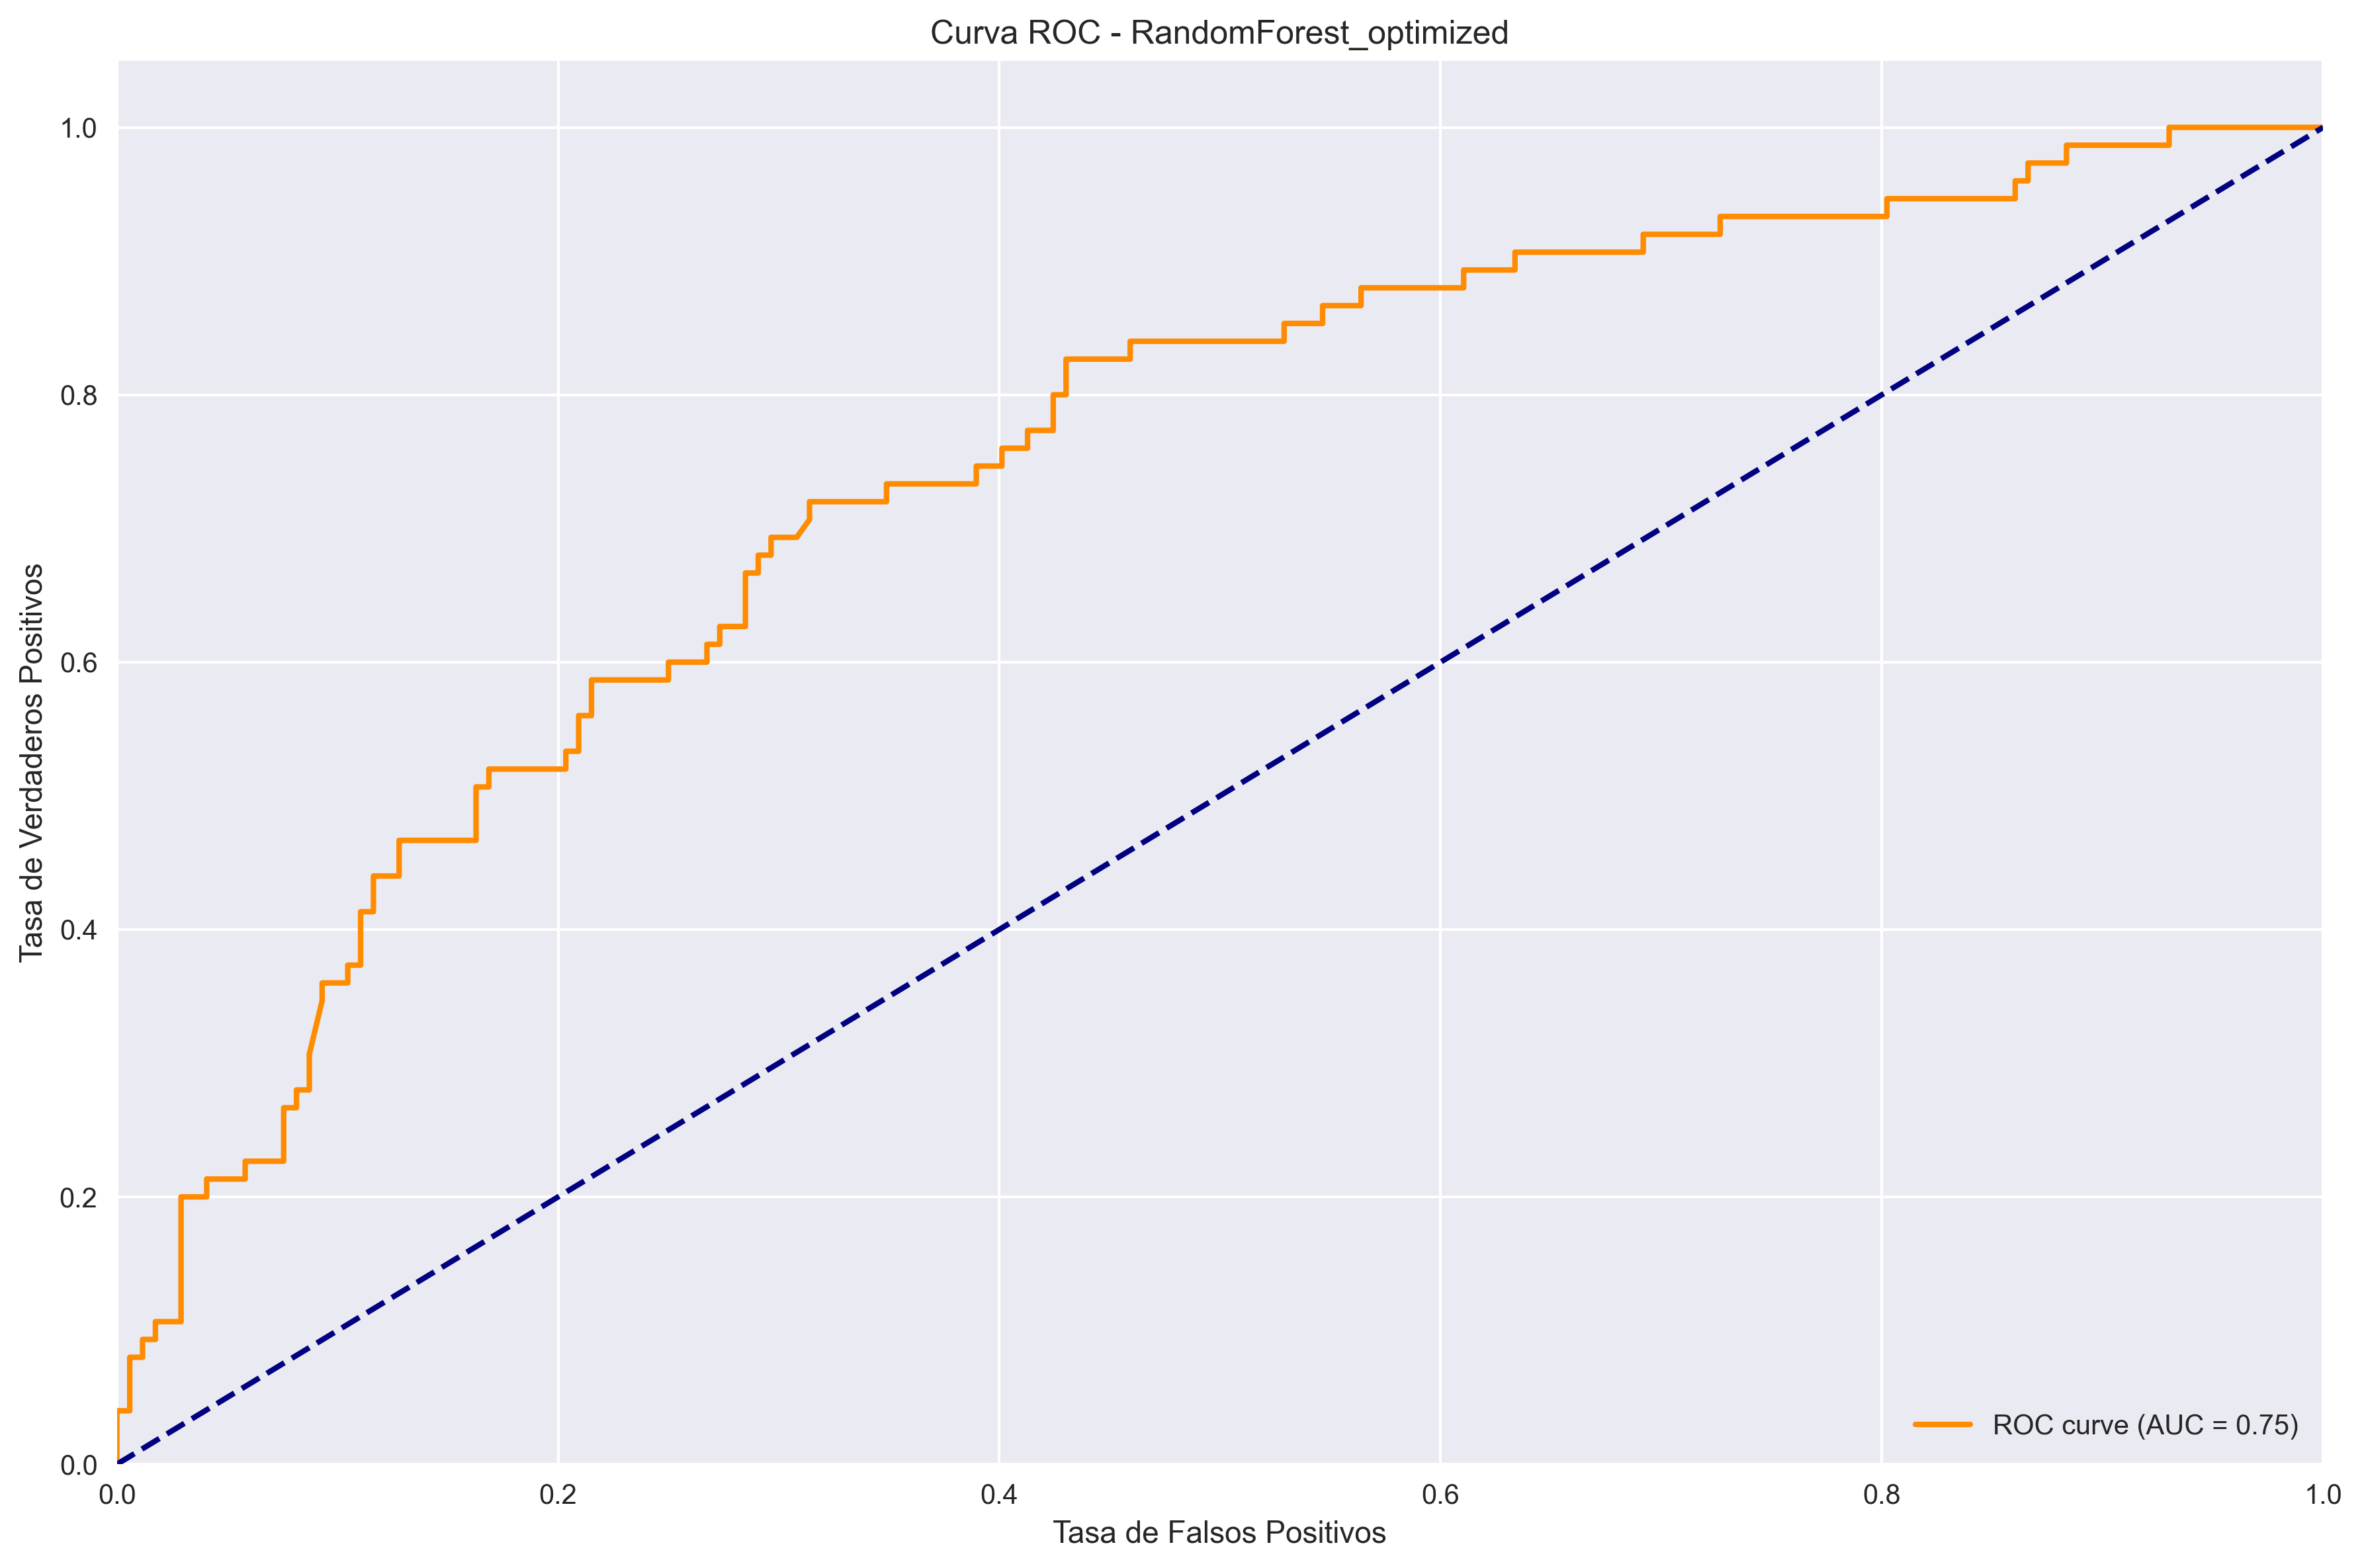 Curva ROC - RandomForest_optimized
1.0
0.8
0.6
0.4
0.2
0.0
Tasa de Verdaderos Positivos
ROC curve (AUC = 0.75)
0.0 0.2 0.4 0.6 0.8 1.0
Tasa de Falsos Positivos